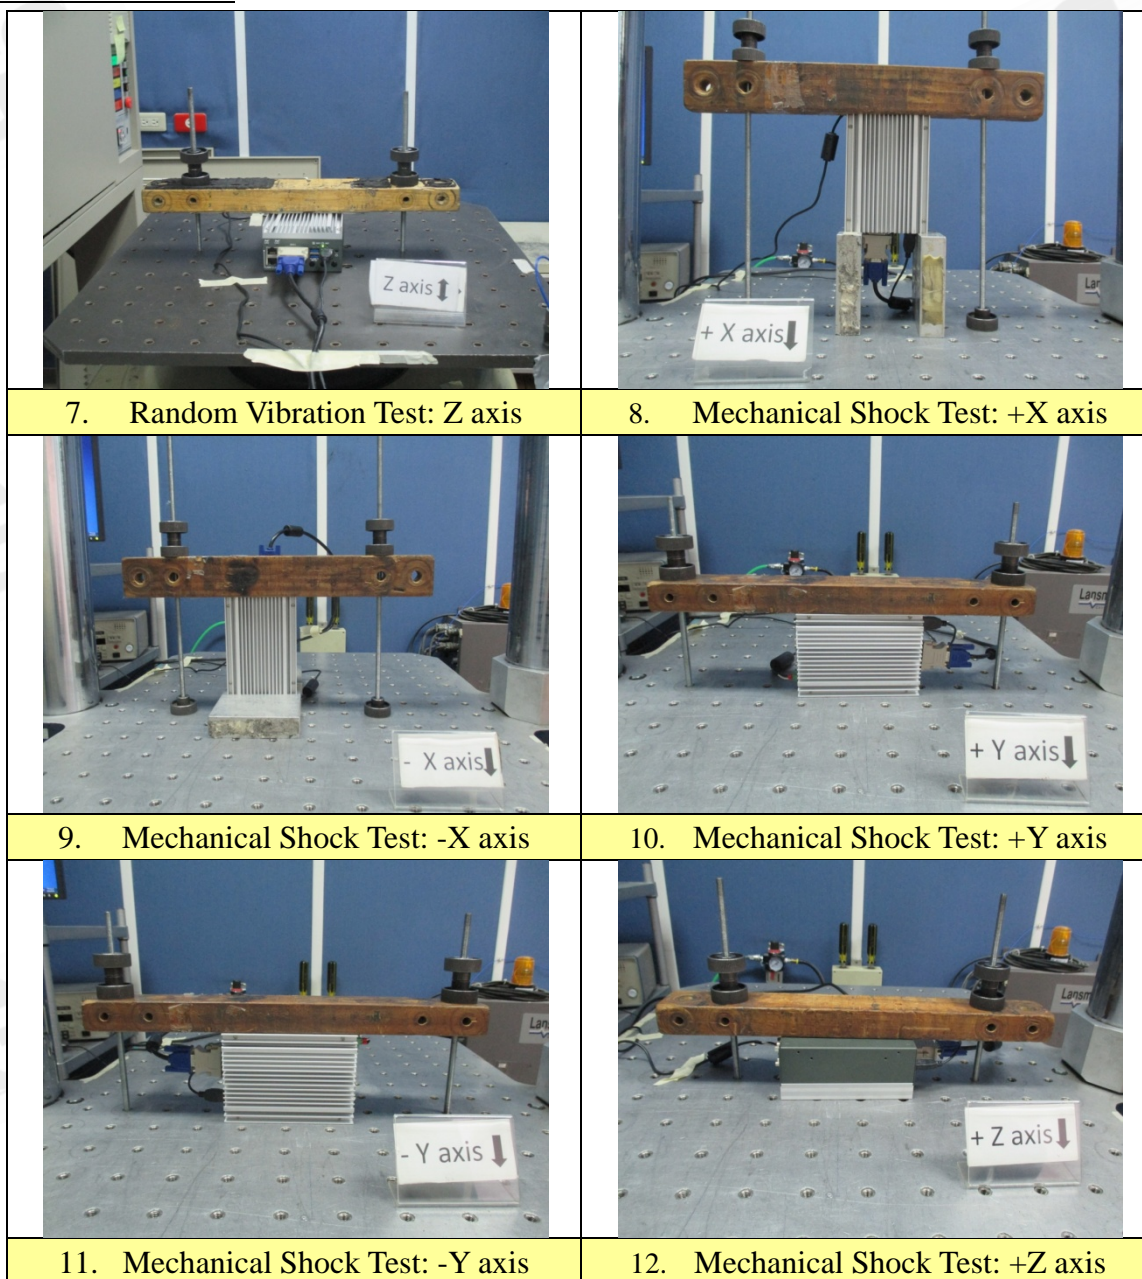 Z axis
+ X axis
7. Random Vibration Test: Z axis
8. Mechanical Shock Test: +X axis
- X axis
+ Y axis
9. Mechanical Shock Test: -X axis
10. Mechanical Shock Test: +Y axis
- Y axis
+ Z axis
11. Mechanical Shock Test: -Y axis
12. Mechanical Shock Test: +Z axis